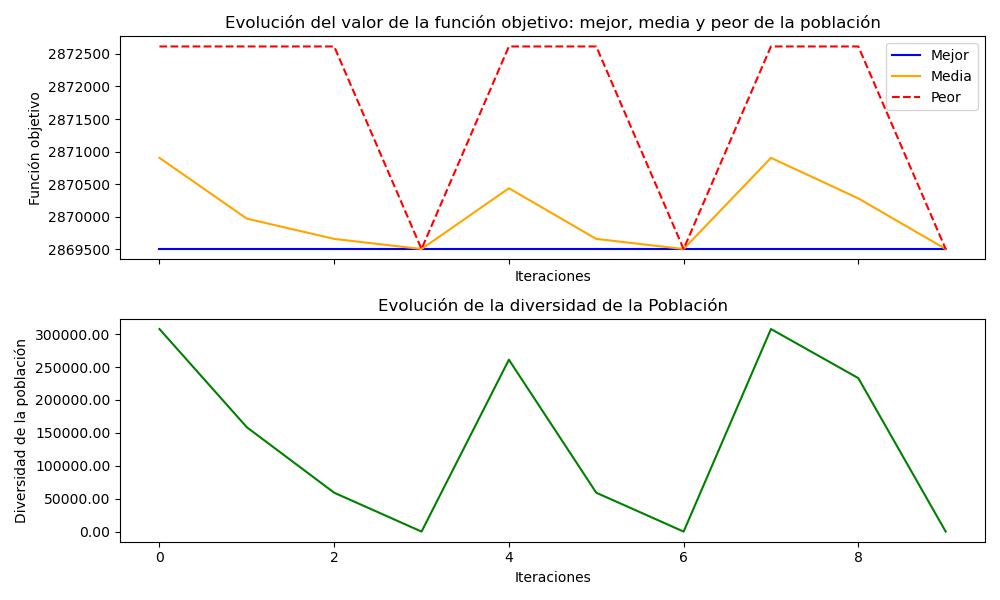 Evolución del valor de la función objetivo: mejor, media y peor de la población
Función objetivo
2872500
2872000
2871500
2871000
2870500
2870000
2869500
Mejor
Media
Peor
Iteraciones
Evolución de la diversidad de la Población
Diversidad de la población
300000.00
250000.00
200000.00
150000.00
100000.00
50000.00
0.00
0 2 4 6 8
Iteraciones